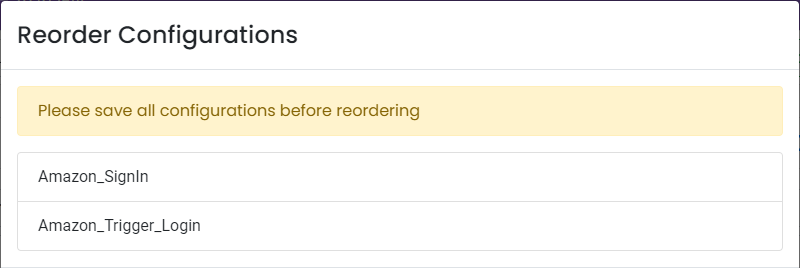 Reorder Configurations
Please save all configurations before reordering
Amazon_SignIn
Amazon_Trigger_Login